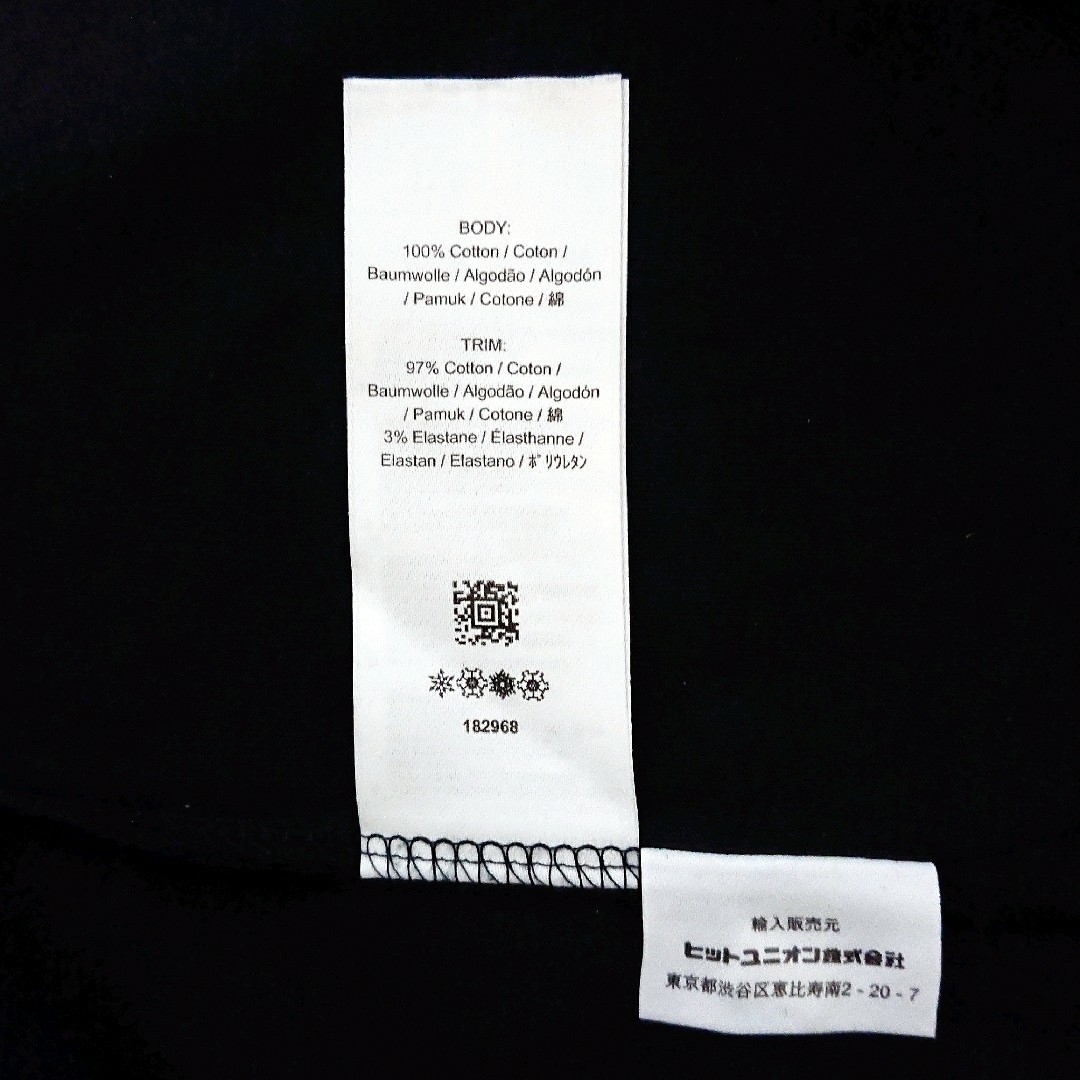 BODY:
100% Cotton / Coton /
Baumwolle / Algodão / Algodón
/ Pamuk / Cotone / 綿
TRIM:
97% Cotton / Coton /
Baumwolle / Algodão / Algodón
/ Pamuk / Cotone / 綿
3% Elastane / Élasthanne /
Elastan / Elastano / ﾎﾟﾘｳﾚﾀﾝ
182968
輸入販売元
ヒットユニオン株式会社
東京都渋谷区恵比寿南2-20-7